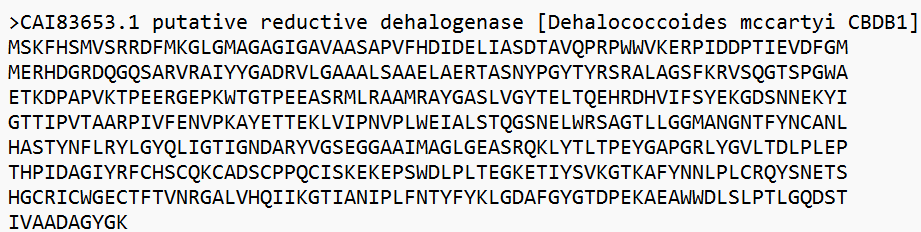 >CAI83653.1 putative reductive dehalogenase [Dehalococcoides mccartyi CBDB1]
MSKFHSMVSRRDFMKGLGMAGAGIGAVAASAPVFHDIDELIASDTAVQPRPWWVKERPIDDPTIEVDFGM
MERHDGRDQGQSARVRAIYYGADRVLGAAALSAAELAERTASNYPGYTYRSRALAGSFKRVSQGTSPGWA
ETKDPAPVKTPEERGEPKWTGTPEEASRMLRAAMRAYGASLVGYTELTQEHRDHVIFSYEKGDSNNEKYI
GTTIPVTAARPIVFENVPKAYETTEKLVIPNVPLWEIALSTQGSNELWRSAGTLLGGMANGNTFYNCANL
HASTYNFLRYLGYQLIGTIGNDARYVGSEGGAAIMAGLGEASRQKLYTLTPEYGAPGRLYGVLTDLPLEP
THPIDAGIYRFCHSCQKCADSCPPQCISKEKEPSWDLPLTEGKETIYSVKGTKAFYNNLPLCRQYSNETS
HGCRICWGECTFTVNRGALVHQIIKGTIANIPLFNTYFYKLGDAFGYGTDPEKAEAWWDLSLPTLGQDST
IVAADAGYGK